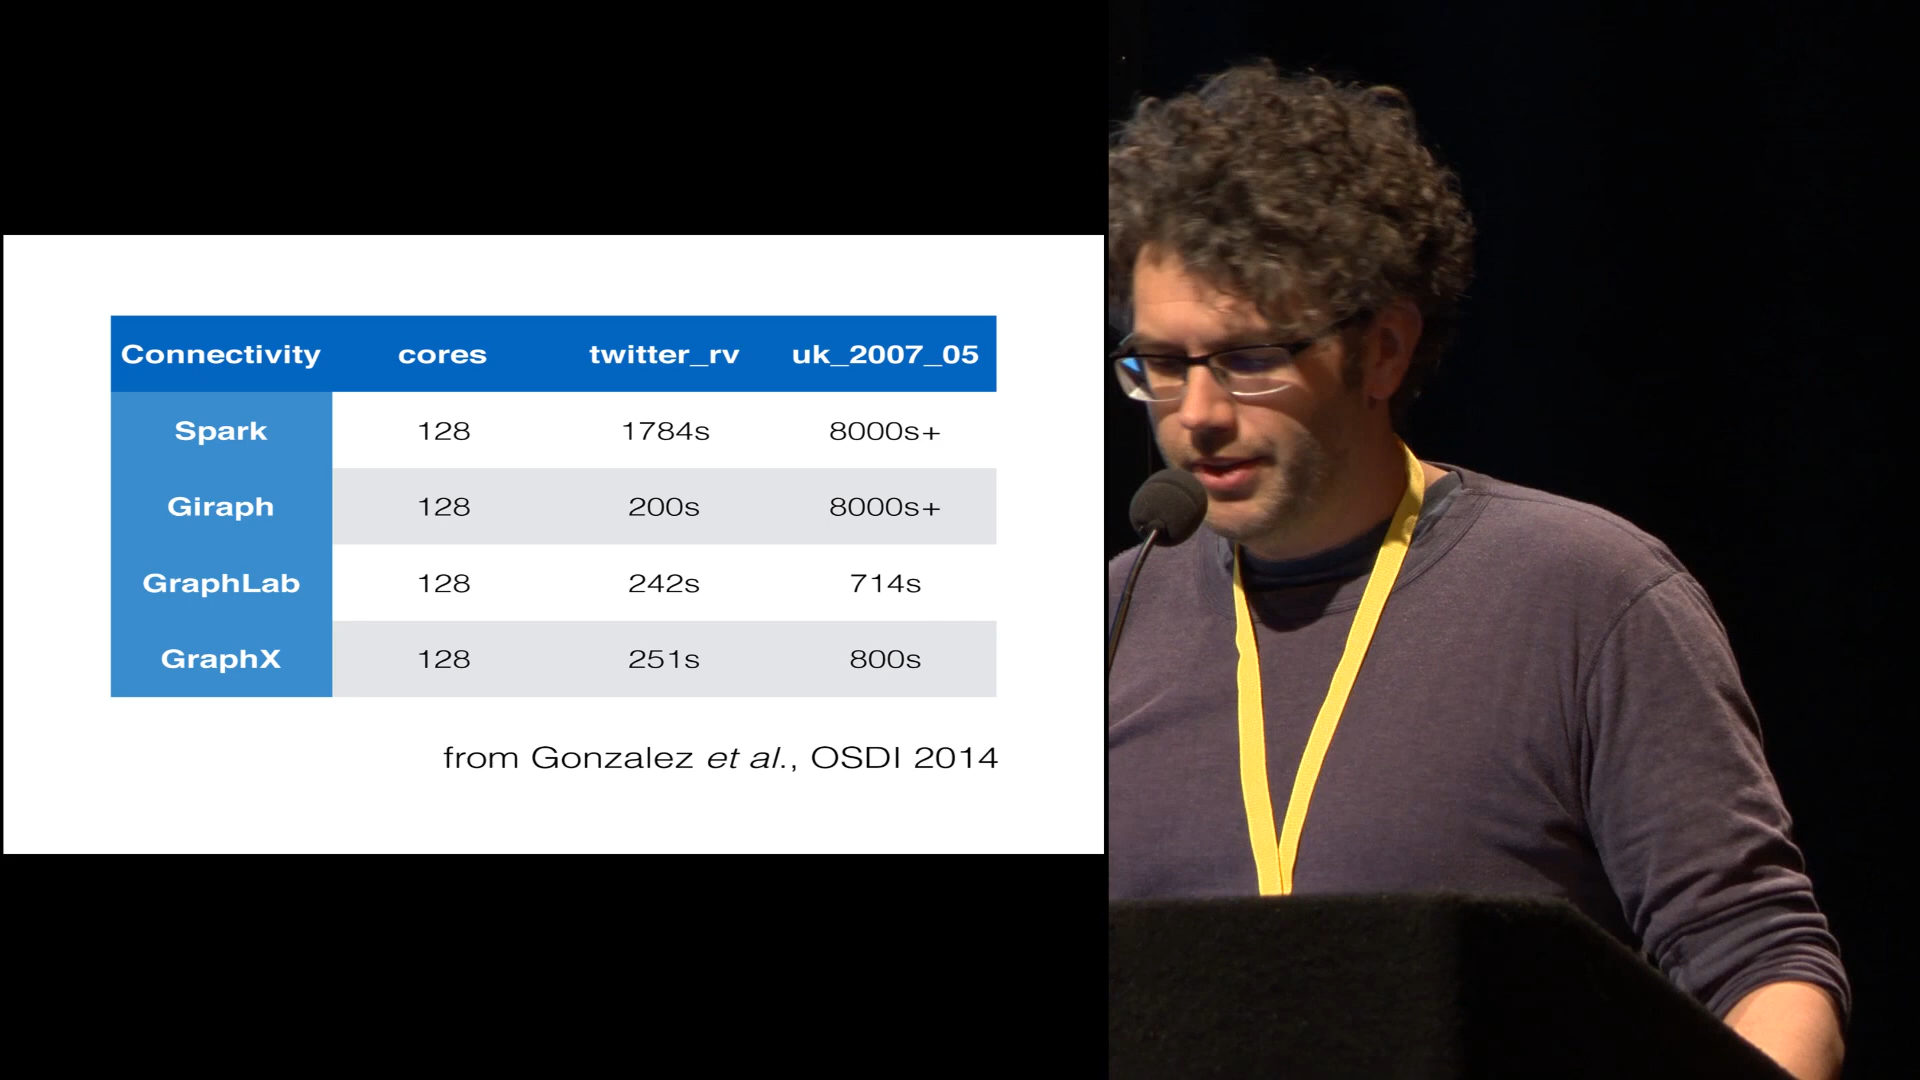 Connectivity cores twitter_rv uk_2007_05
Spark 128 1784s 8000s+
Giraph 128 200s 8000s+
GraphLab 128 242s 714s
GraphX 128 251s 800s
from Gonzalez et al., OSDI 2014